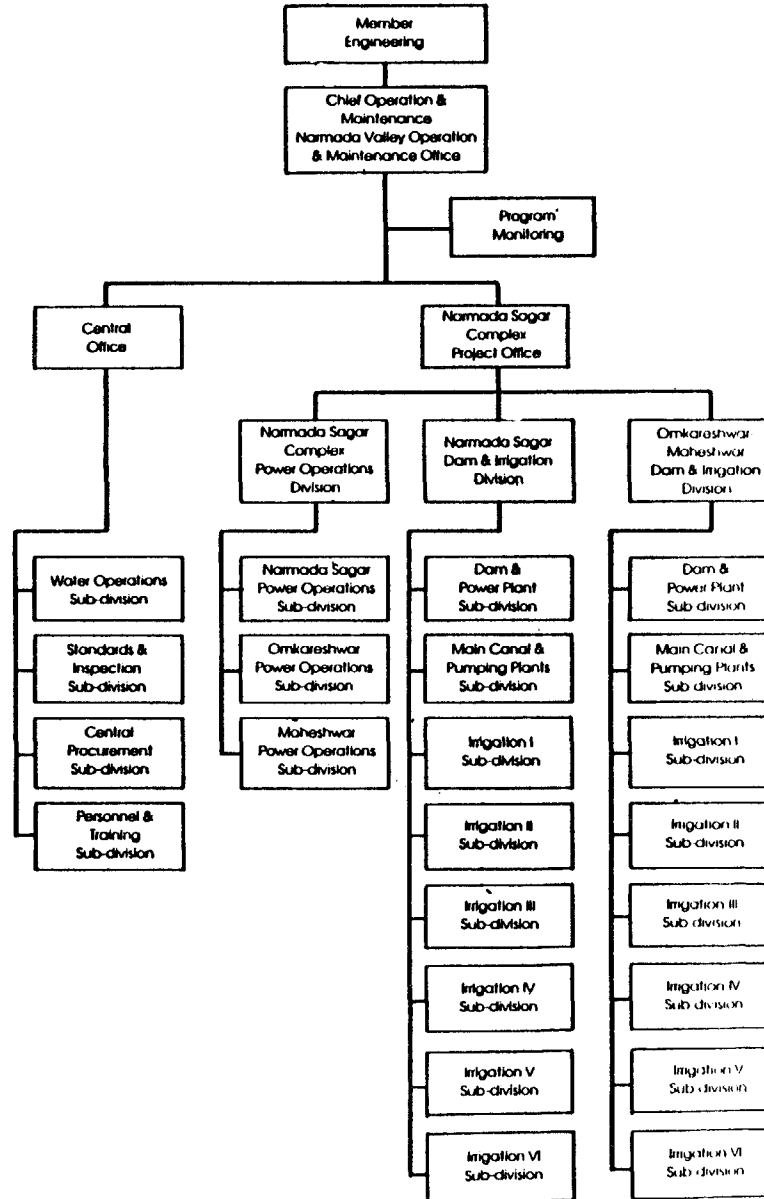 Member
Engineering
Chief Operation &
Maintenance
Narmada Valley Operation
& Maintenance Office
Program
Monitoring
Central
Office
Narmada Sagar
Complex
Project Office
Narmada Sagar
Complex
Power Operations
Division
Narmada Sagar
Dam & Irrigation
Division
Omkareshwar
Maheshwar
Dam & Irrigation
Division
Water Operations
Sub-division
Standards &
Inspection
Sub-division
Central
Procurement
Sub-division
Personnel &
Training
Sub-division
Narmada Sagar
Power Operations
Sub-division
Omkareshwar
Power Operations
Sub-division
Moheshwar
Power Operations
Sub-division
Dam &
Power Plant
Sub-division
Main Canal &
Pumping Plants
Sub-division
Irrigation I
Sub-division
Irrigation II
Sub-division
Irrigation III
Sub-division
Irrigation IV
Sub-division
Irrigation V
Sub-division
Irrigation VI
Sub-division
Dam &
Power Plant
Sub division
Main Canal &
Pumping Plants
Sub division
Irrigation I
Sub-division
Irrigation II
Sub division
Irrigation III
Sub-division
Irrigation IV
Sub division
Irrigation V
Sub division
Irrigation VI
Sub-division